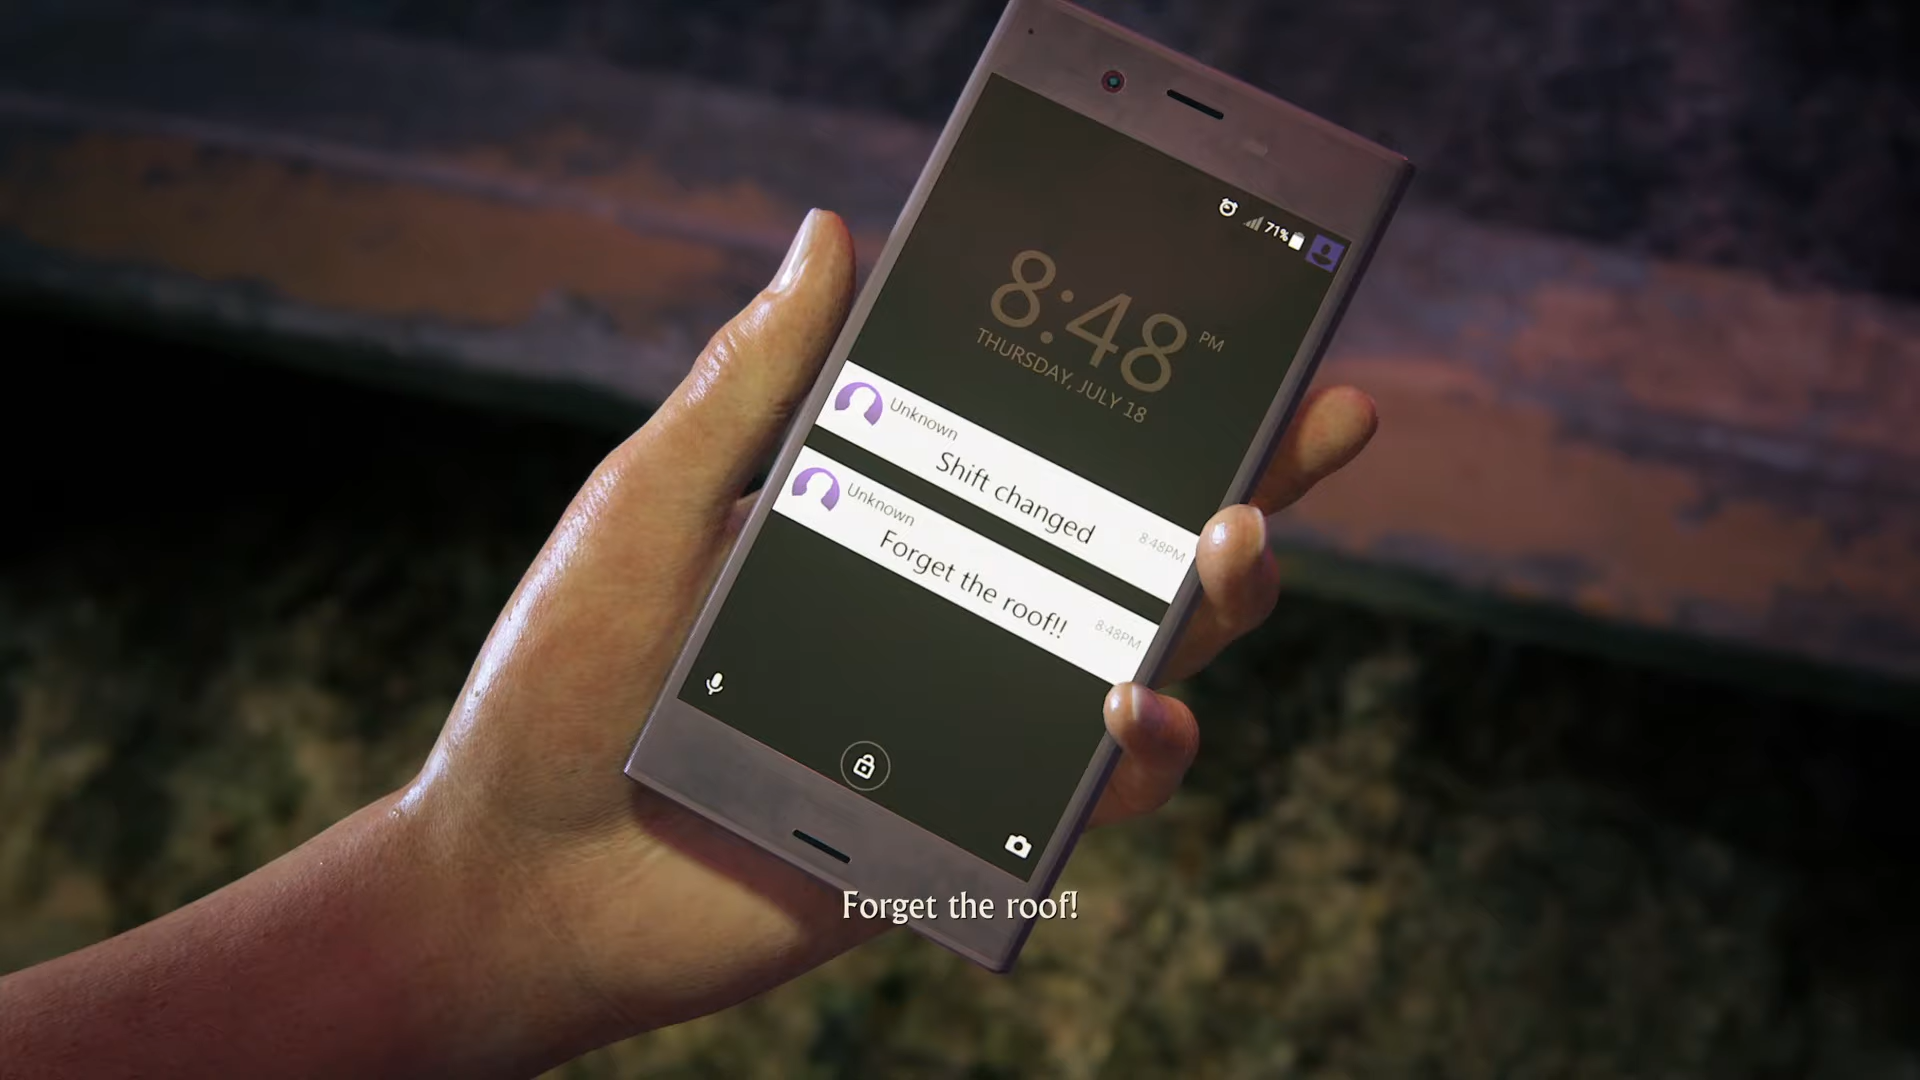 71%
8:48 PM
THURSDAY, JULY 18
Unknown
Shift changed
8:48PM
Unknown
Forget the roof!!
8:48PM
Forget the roof!